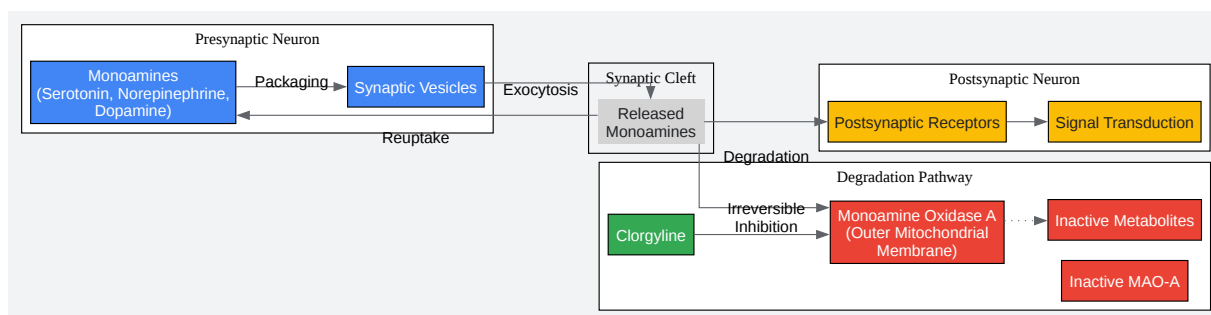 Presynaptic Neuron
Monoamines
(Serotonin, Norepinephrine,
Dopamine)
Packaging
Synaptic Vesicles
Exocytosis
Reuptake
Synaptic Cleft
Released
Monoamines
Postsynaptic Neuron
Postsynaptic Receptors
Signal Transduction
Degradation
Degradation Pathway
Clorgyline
Irreversible
Inhibition
Monoamine Oxidase A
(Outer Mitochondrial
Membrane)
Inactive Metabolites
Inactive MAO-A